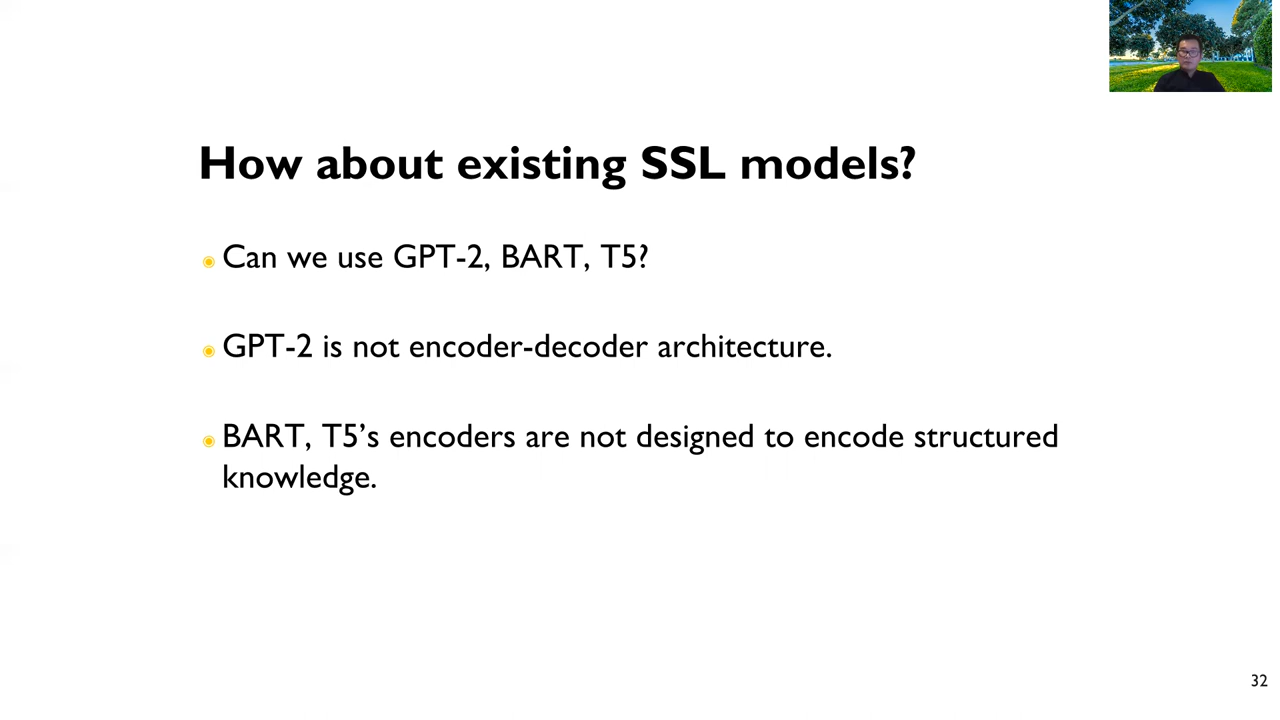 How about existing SSL models?
Can we use GPT-2, BART, T5?
GPT-2 is not encoder-decoder architecture.
BART, T5’s encoders are not designed to encode structured
knowledge.
32